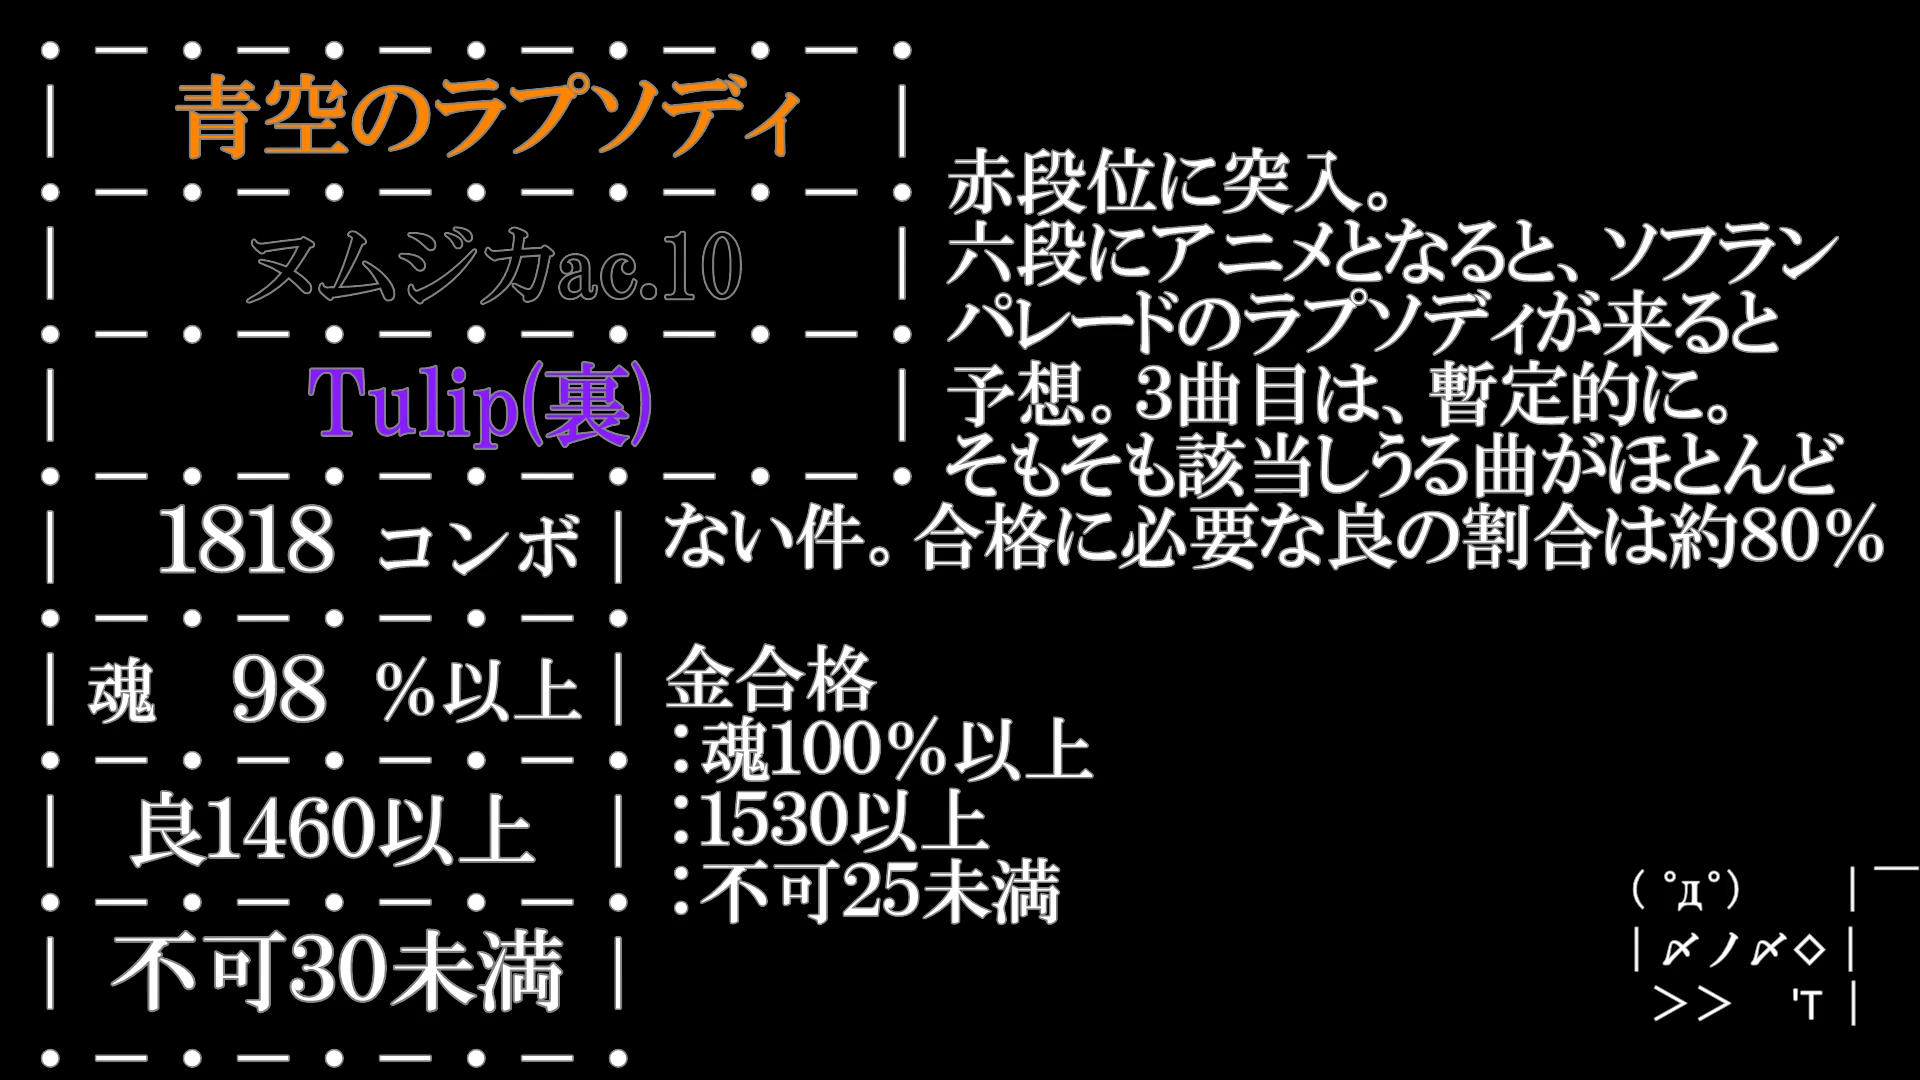 青空のラプソディ
ヌムジカac.10
Tulip(裏)
赤段位に突入。
六段にアニメとなると、ソフラン
パレードのラプソディが来ると
予想。3曲目は、暫定的に。
そもそも該当しうる曲がほとんど
ない件。合格に必要な良の割合は約80%
1818 コンボ
魂 98 %以上
良1460以上
不可30未満
金合格
:魂100%以上
:1530以上
:不可25未満
( ﾟдﾟ) |￣
|〆ノ〆◇|
>> 'T |